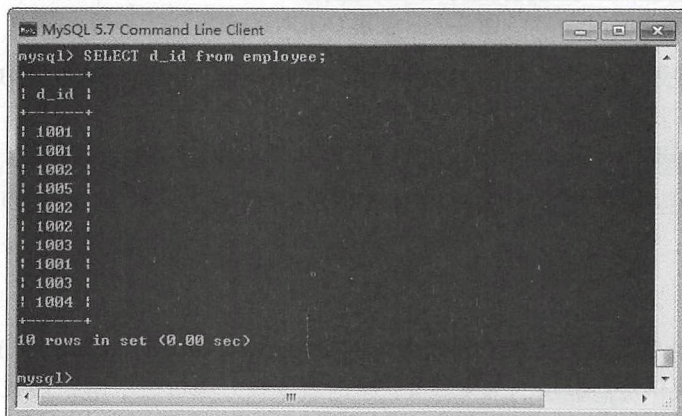 MySQL 5.7 Command Line Client
mysql> SELECT d_id from employee;
+-------+
| d_id |
+-------+
| 1001 |
| 1001 |
| 1002 |
| 1005 |
| 1002 |
| 1002 |
| 1003 |
| 1001 |
| 1003 |
| 1004 |
+-------+
10 rows in set (0.00 sec)
mysql>